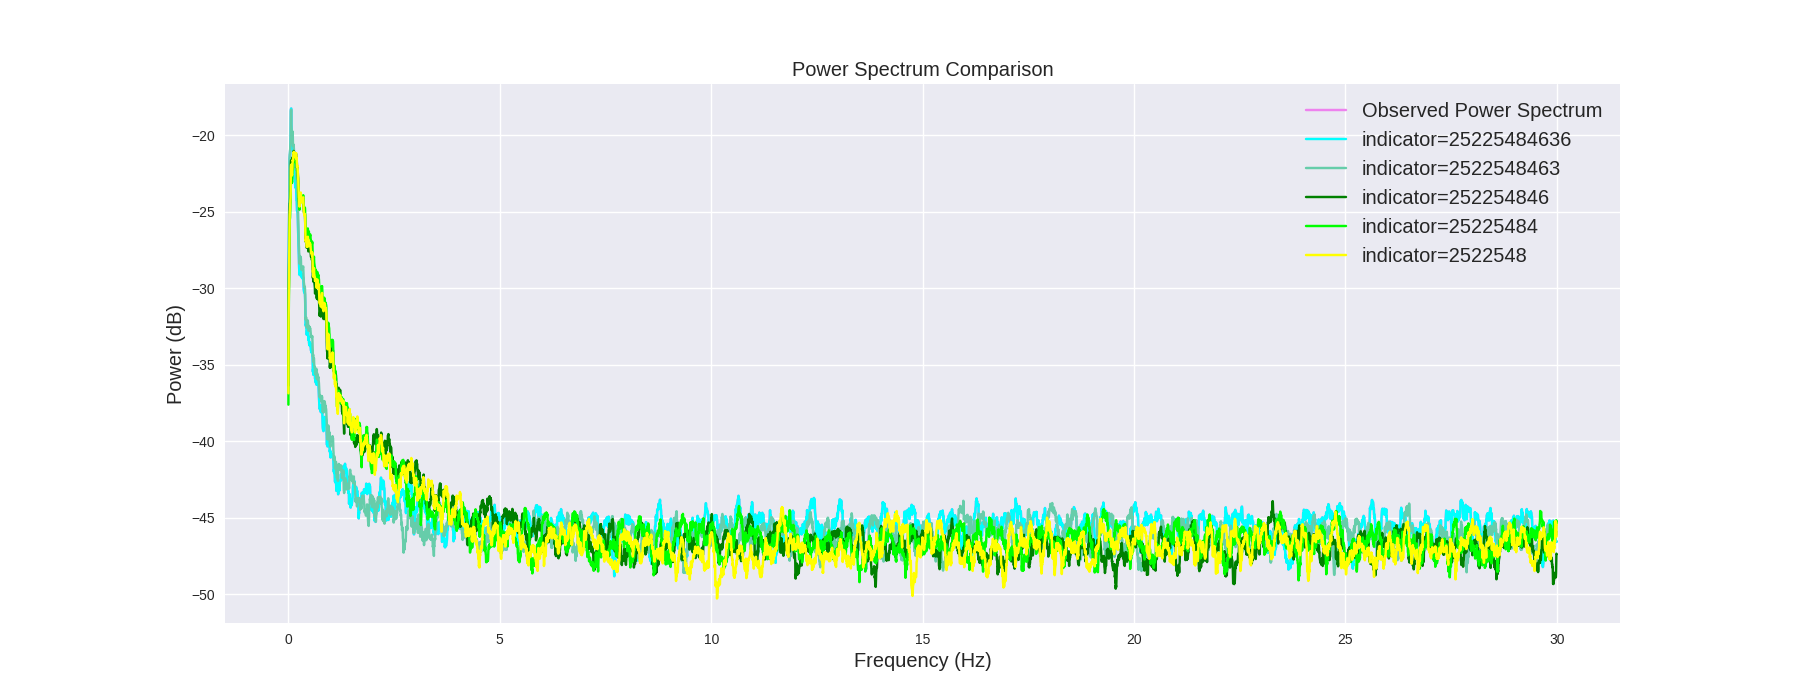 Power Spectrum Comparison
Observed Power Spectrum
indicator=25225484636
indicator=2522548463
indicator=252254846
indicator=25225484
indicator=2522548
Power (dB)
−20
−25
−30
−35
−40
−45
−50
0 5 10 15 20 25 30
Frequency (Hz)